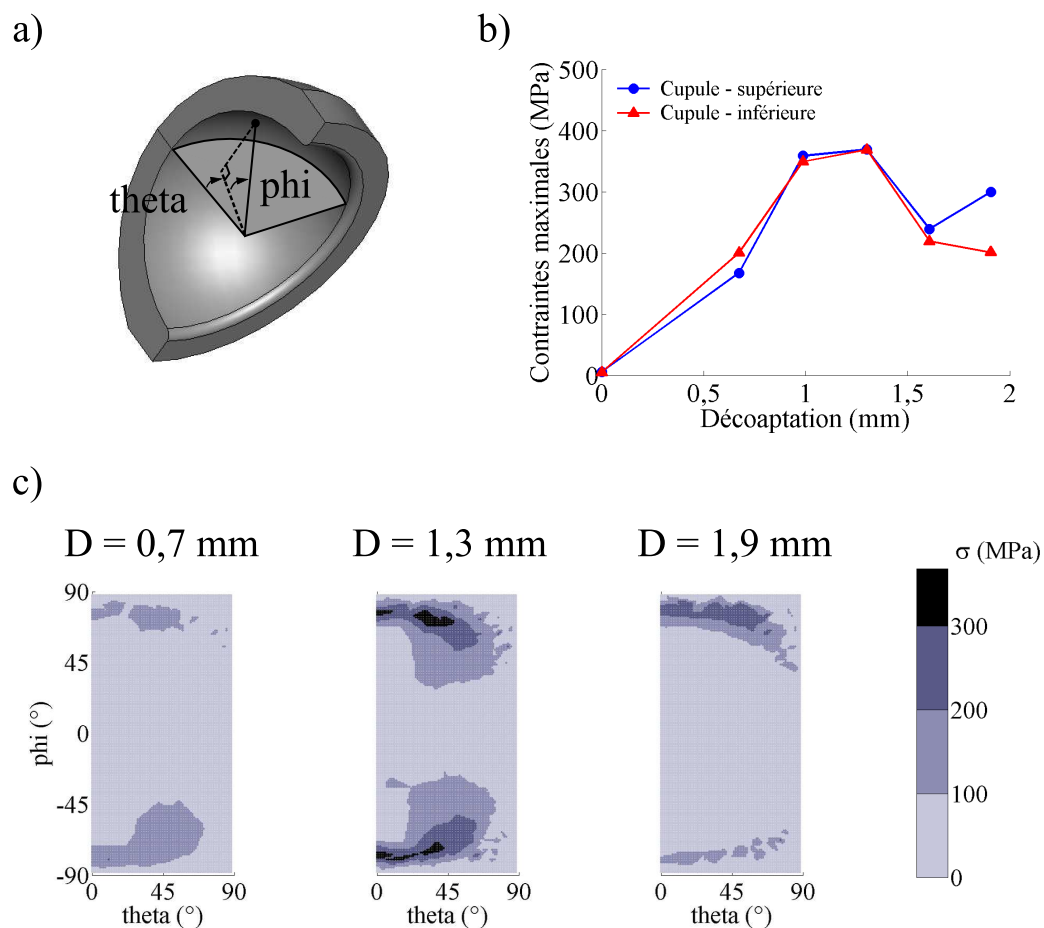 a)
theta
phi
b)
Contraintes maximales (MPa)
500
400
300
200
100
0
Cupule - supérieure
Cupule - inférieure
0
0,5
1
1,5
2
Décoaptation (mm)
c)
D = 0,7 mm
D = 1,3 mm
D = 1,9 mm
σ (MPa)
phi (°)
90
45
0
-45
-90
0
45
90
theta (°)
0
45
90
theta (°)
0
45
90
theta (°)
300
200
100
0